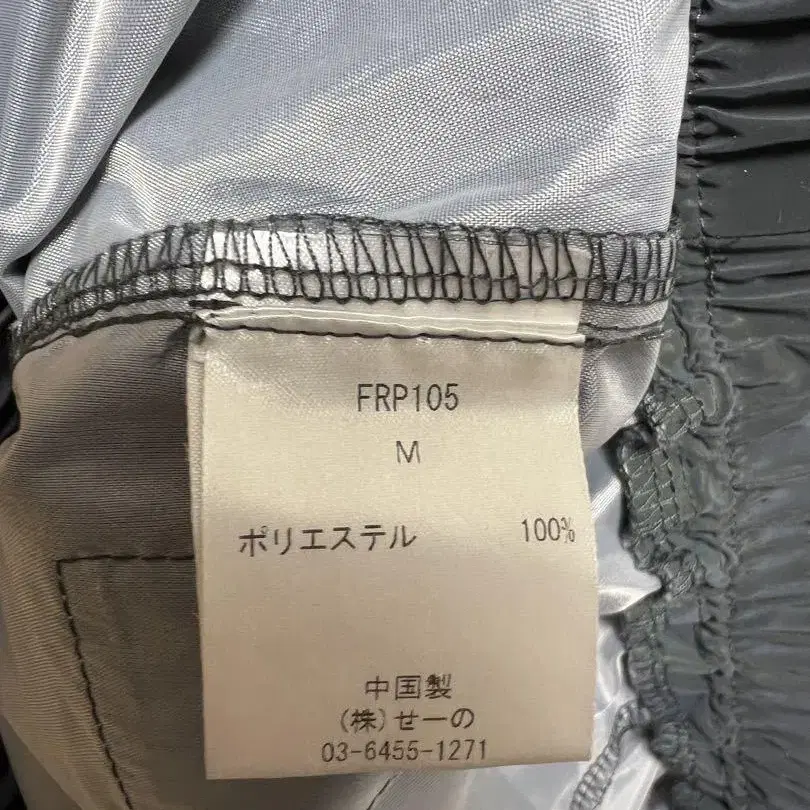 FRP105
M
ポリエステル 100%
中国製
(株)せーの
03-6455-1271